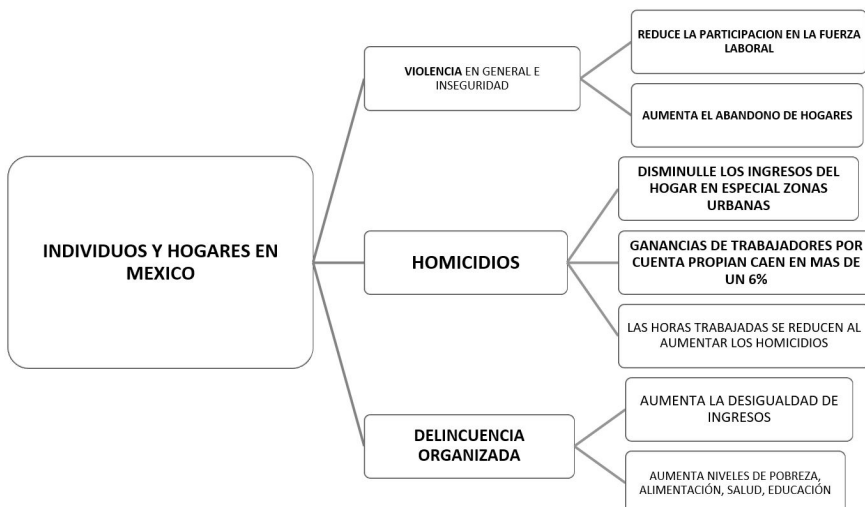 INDIVIDUOS Y HOGARES EN
MEXICO
VIOLENCIA EN GENERAL E
INSEGURIDAD
REDUCE LA PARTICIPACION EN LA FUERZA
LABORAL
AUMENTA EL ABANDONO DE HOGARES
HOMICIDIOS
DISMINULLE LOS INGRESOS DEL
HOGAR EN ESPECIAL ZONAS
URBANAS
GANANCIAS DE TRABAJADORES POR
CUENTA PROPIAN CAEN EN MAS DE
UN 6%
LAS HORAS TRABAJADAS SE REDUCEN AL
AUMENTAR LOS HOMICIDIOS
DELINCUENCIA
ORGANIZADA
AUMENTA LA DESIGUALDAD DE
INGRESOS
AUMENTA NIVELES DE POBREZA,
ALIMENTACIÓN, SALUD, EDUCACIÓN